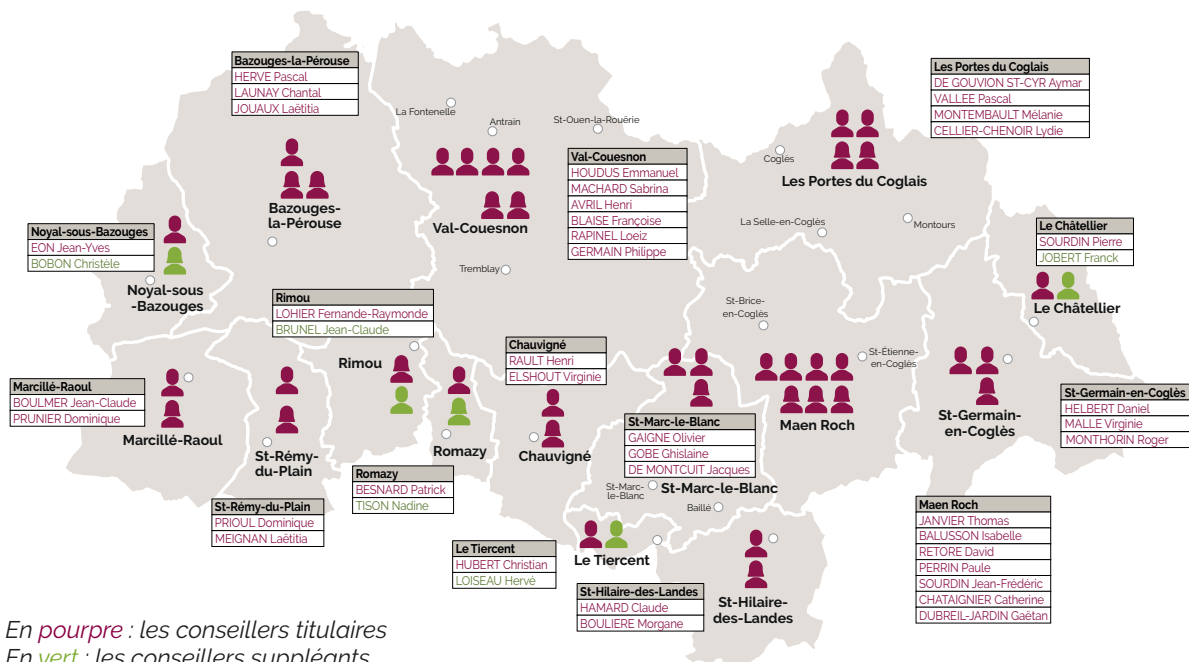 Bazouges-la-Pérouse
HERVE Pascal
LAUNAY Chantal
JOUAUX Laëtitia
Les Portes du Coglais
DE GOUVION ST-CYR Aymar
VALLEE Pascal
MONTEMBAULT Mélanie
CELLIER-CHENOIR Lydie
La Fontenelle
Antrain
St-Ouen-la-Rouërie
Val-Couesnon
HOUDUS Emmanuel
MACHARD Sabrina
AVRIL Henri
BLAISE Françoise
RAPINEL Loeiz
GERMAIN Philippe
Coglès
Les Portes du Coglais
Bazouges-
la-Pérouse
Val-Couesnon
La Selle-en-Coglès
Montours
Noyal-sous-Bazouges
EON Jean-Yves
BOBON Christèle
Noyal-sous
-Bazouges
Le Châtellier
SOURDIN Pierre
JOBERT Franck
Le Châtellier
Tremblay
Rimou
LOHIER Fernande-Raymonde
BRUNEL Jean-Claude
Rimou
St-Brice-
en-Coglès
St-Étienne-
en-Coglès
Chauvigné
RAULT Henri
ELSHOUT Virginie
Chauvigné
Marcillé-Raoul
BOULMER Jean-Claude
PRUNIER Dominique
Marcillé-Raoul
St-Rémy-
du-Plain
Romazy
St-Marc-le-Blanc
GAIGNE Olivier
GOBE Ghislaine
DE MONTCUIT Jacques
Maen Roch
St-Germain-
en-Coglès
St-Germain-en-Coglès
HELBERT Daniel
MALLE Virginie
MONTHORIN Roger
Romazy
BESNARD Patrick
TISON Nadine
St-Marc-
le-Blanc
St-Marc-le-Blanc
Baillé
St-Rémy-du-Plain
PRIOUL Dominique
MEIGNAN Laëtitia
Maen Roch
JANVIER Thomas
BALUSSON Isabelle
RETORE David
PERRIN Paule
SOURDIN Jean-Frédéric
CHATAIGNIER Catherine
DUBREIL-JARDIN Gaëtan
Le Tiercent
HUBERT Christian
LOISEAU Hervé
Le Tiercent
St-Hilaire-des-Landes
HAMARD Claude
BOULIERE Morgane
St-Hilaire-
des-Landes
En pourpre : les conseillers titulaires
En vert : les conseillers suppléants